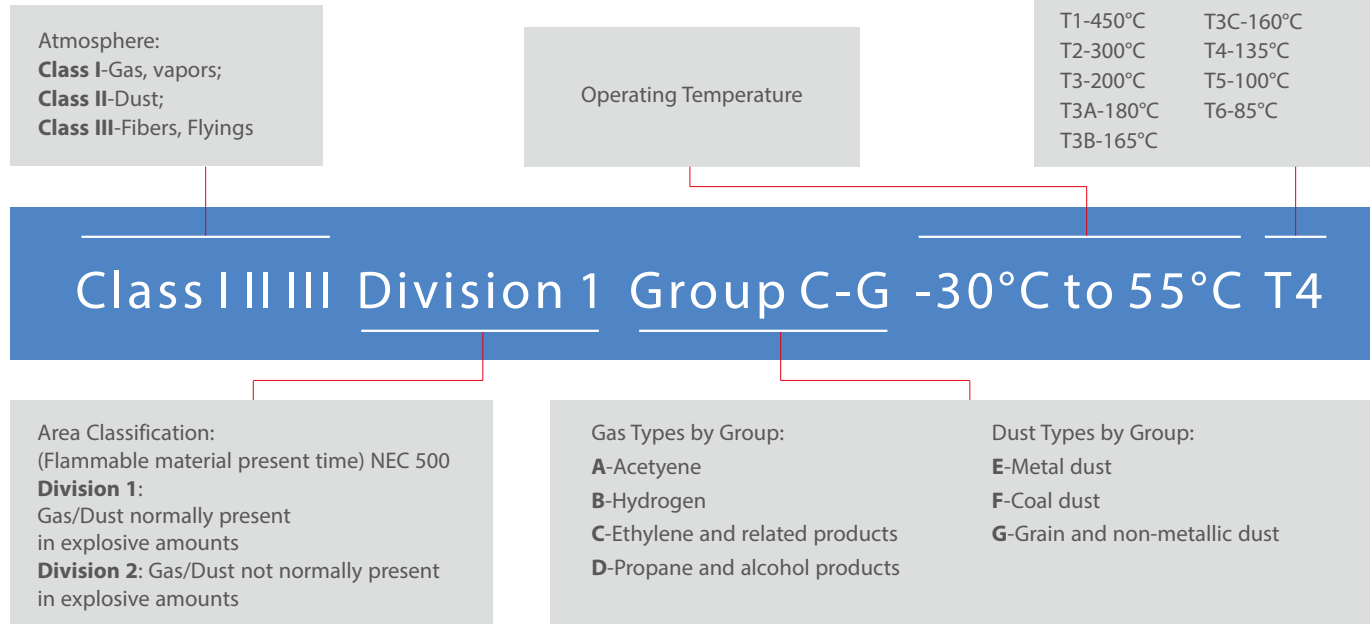 Atmosphere:
Class I-Gas, vapors;
Class II-Dust;
Class III-Fibers, Flyings
Operating Temperature
T1-450°C
T2-300°C
T3-200°C
T3A-180°C
T3B-165°C
T3C-160°C
T4-135°C
T5-100°C
T6-85°C
Class I II III Division 1 Group C-G -30°C to 55°C T4
Area Classification:
(Flammable material present time) NEC 500
Division 1:
Gas/Dust normally present
in explosive amounts
Division 2: Gas/Dust not normally present
in explosive amounts
Gas Types by Group:
A-Acetyene
B-Hydrogen
C-Ethylene and related products
D-Propane and alcohol products
Dust Types by Group:
E-Metal dust
F-Coal dust
G-Grain and non-metallic dust